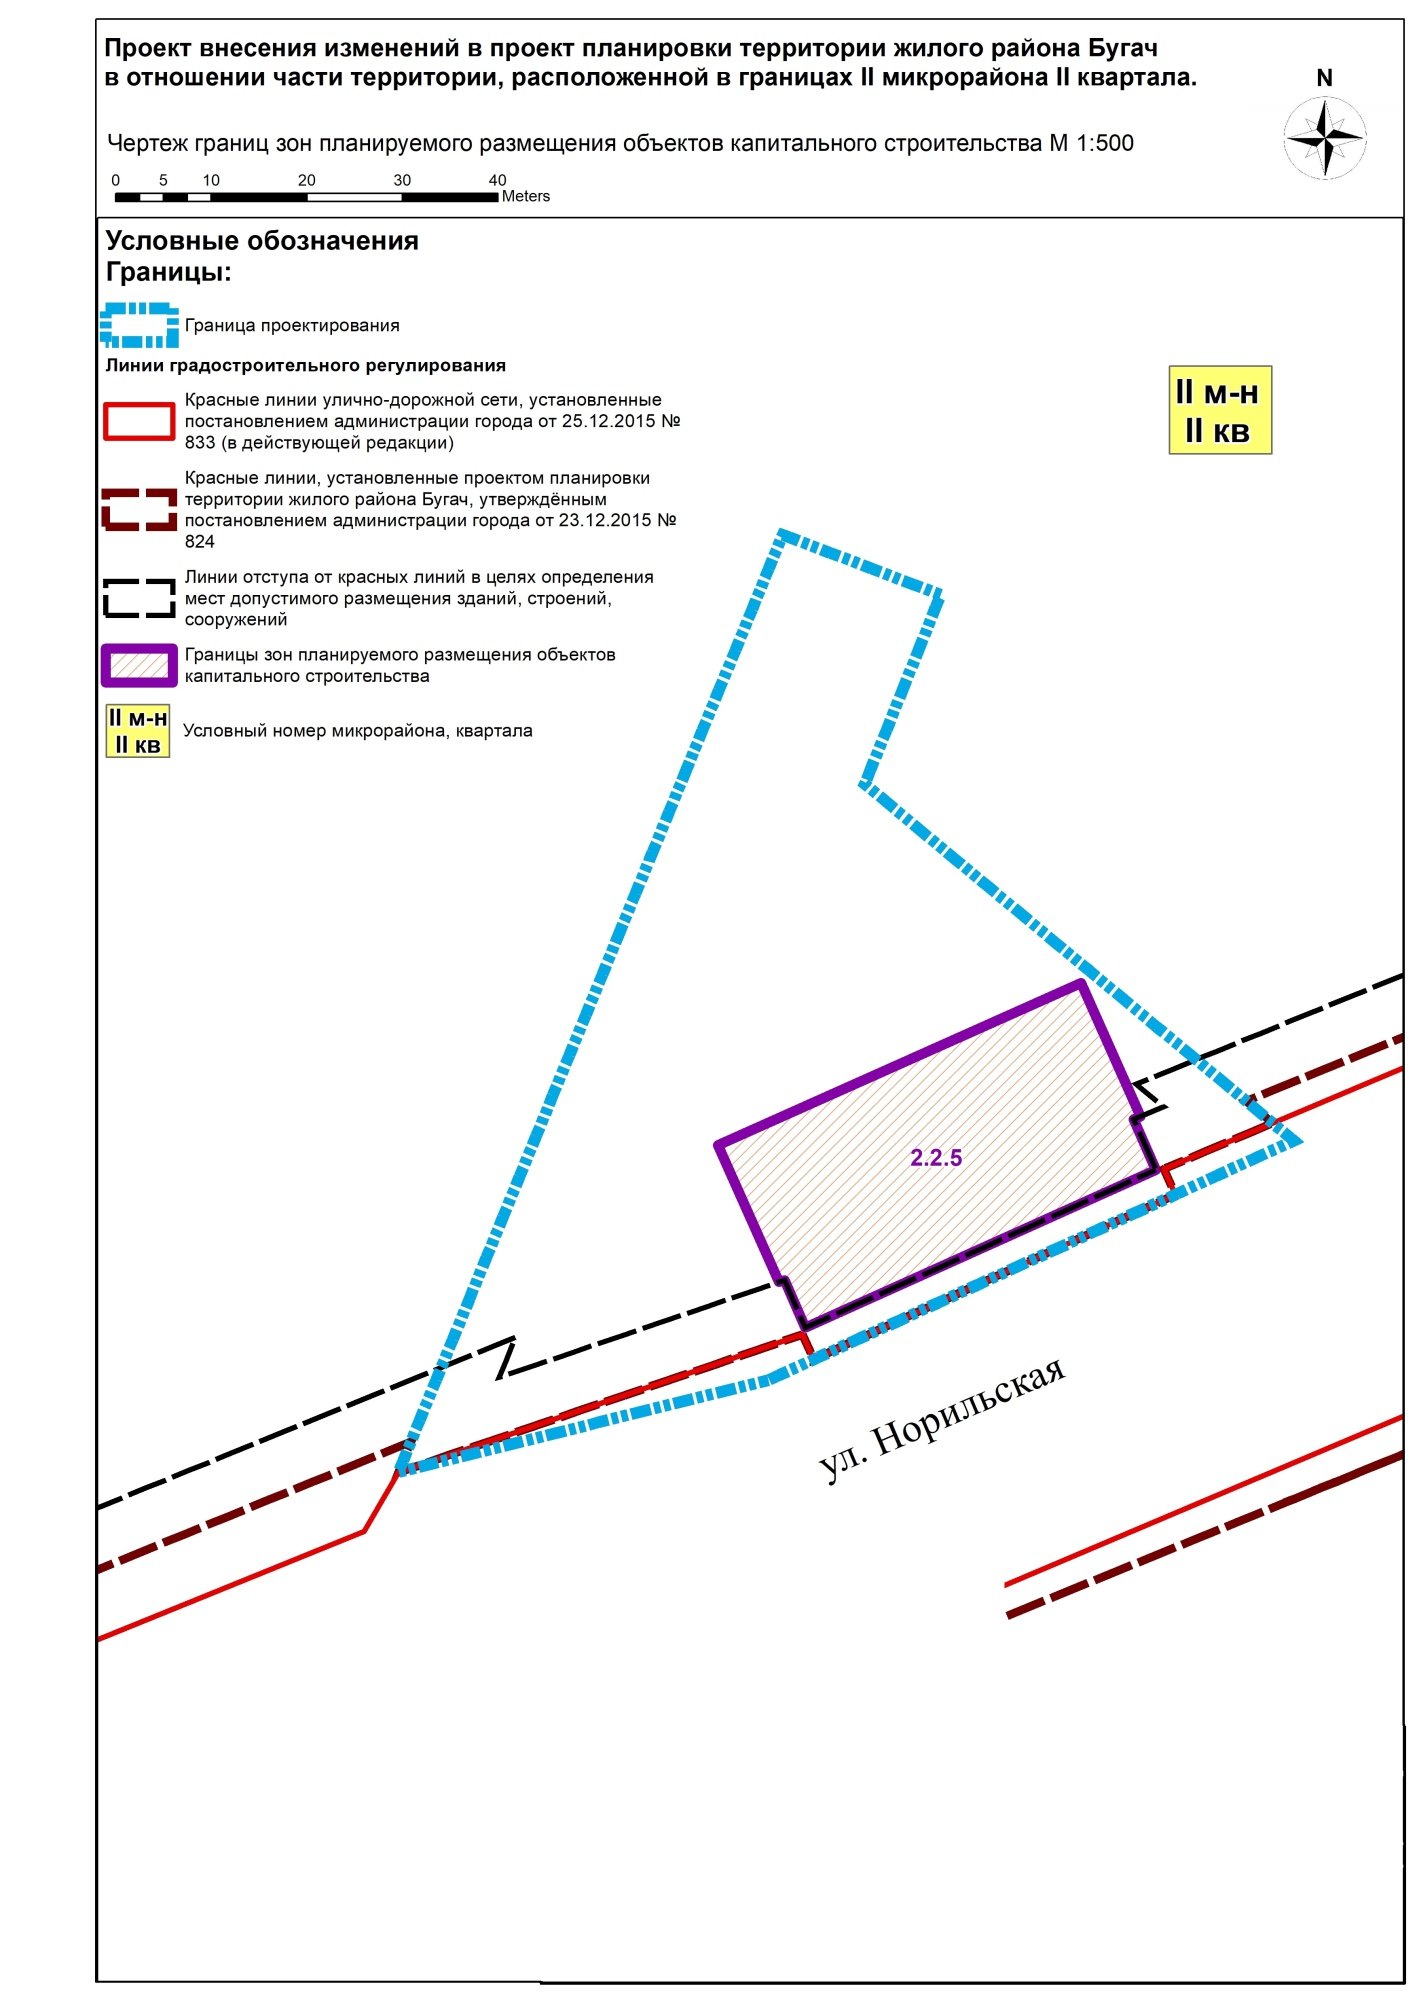 Проект внесения изменений в проект планировки территории жилого района Бугач
в отношении части территории, расположенной в границах II микрорайона II квартала.
N
Чертеж границ зон планируемого размещения объектов капитального строительства М 1:500
0 5 10 20 30 40
Meters
Условные обозначения
Границы:
Граница проектирования
Линии градостроительного регулирования
Красные линии улично-дорожной сети, установленные
постановлением администрации города от 25.12.2015 №
833 (в действующей редакции)
Красные линии, установленные проектом планировки
территории жилого района Бугач, утверждённым
постановлением администрации города от 23.12.2015 №
824
Линии отступа от красных линий в целях определения
мест допустимого размещения зданий, строений,
сооружений
Границы зон планируемого размещения объектов
капитального строительства
II м-н
II кв
Условный номер микрорайона, квартала
II м-н
II кв
2.2.5
ул. Норильская